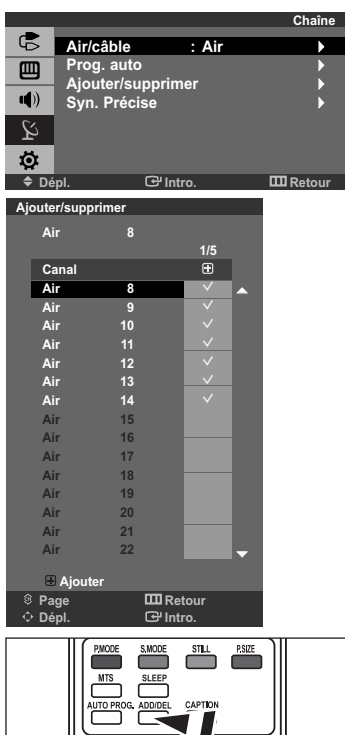 Chaîne
Air/câble : Air
Prog. auto
Ajouter/supprimer
Syn. Précise
Dépl. Intro. Retour
Ajouter/supprimer
Air 8
1/5
Canal
Air 8
Air 9
Air 10
Air 11
Air 12
Air 13
Air 14
Air 15
Air 16
Air 17
Air 18
Air 19
Air 20
Air 21
Air 22
Ajouter
Page Retour
Dépl. Intro.
P.MODE S.MODE STILL P.SIZE
MTS SLEEP
AUTO PROG. ADD/DEL CAPTION